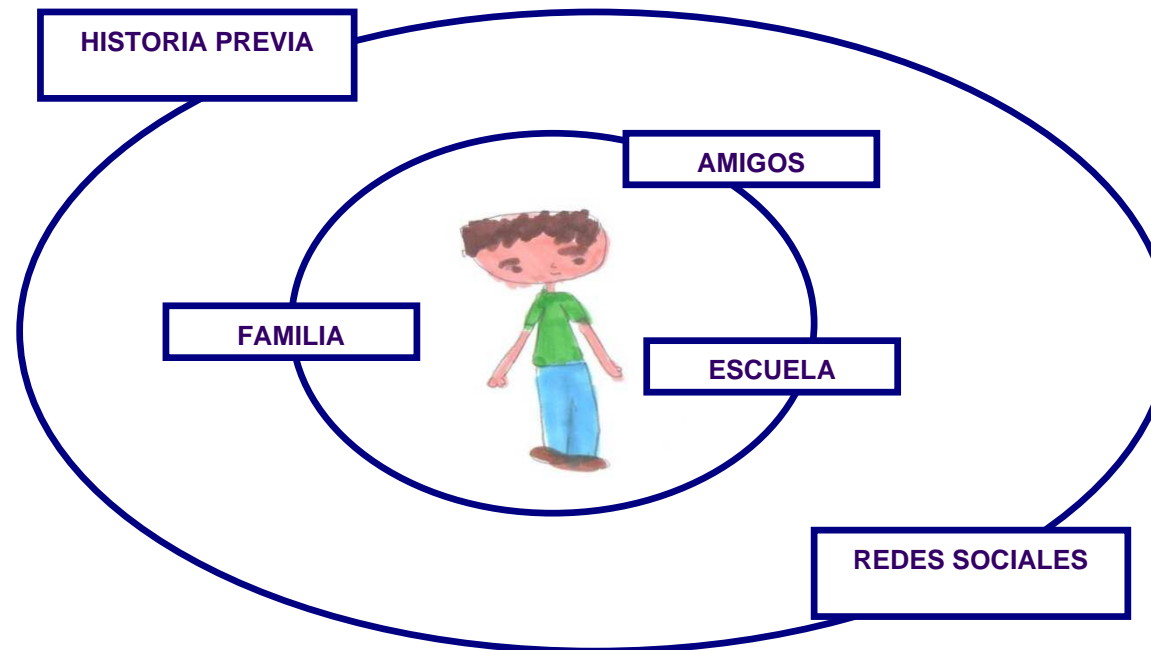 HISTORIA PREVIA
AMIGOS
FAMILIA
ESCUELA
REDES SOCIALES